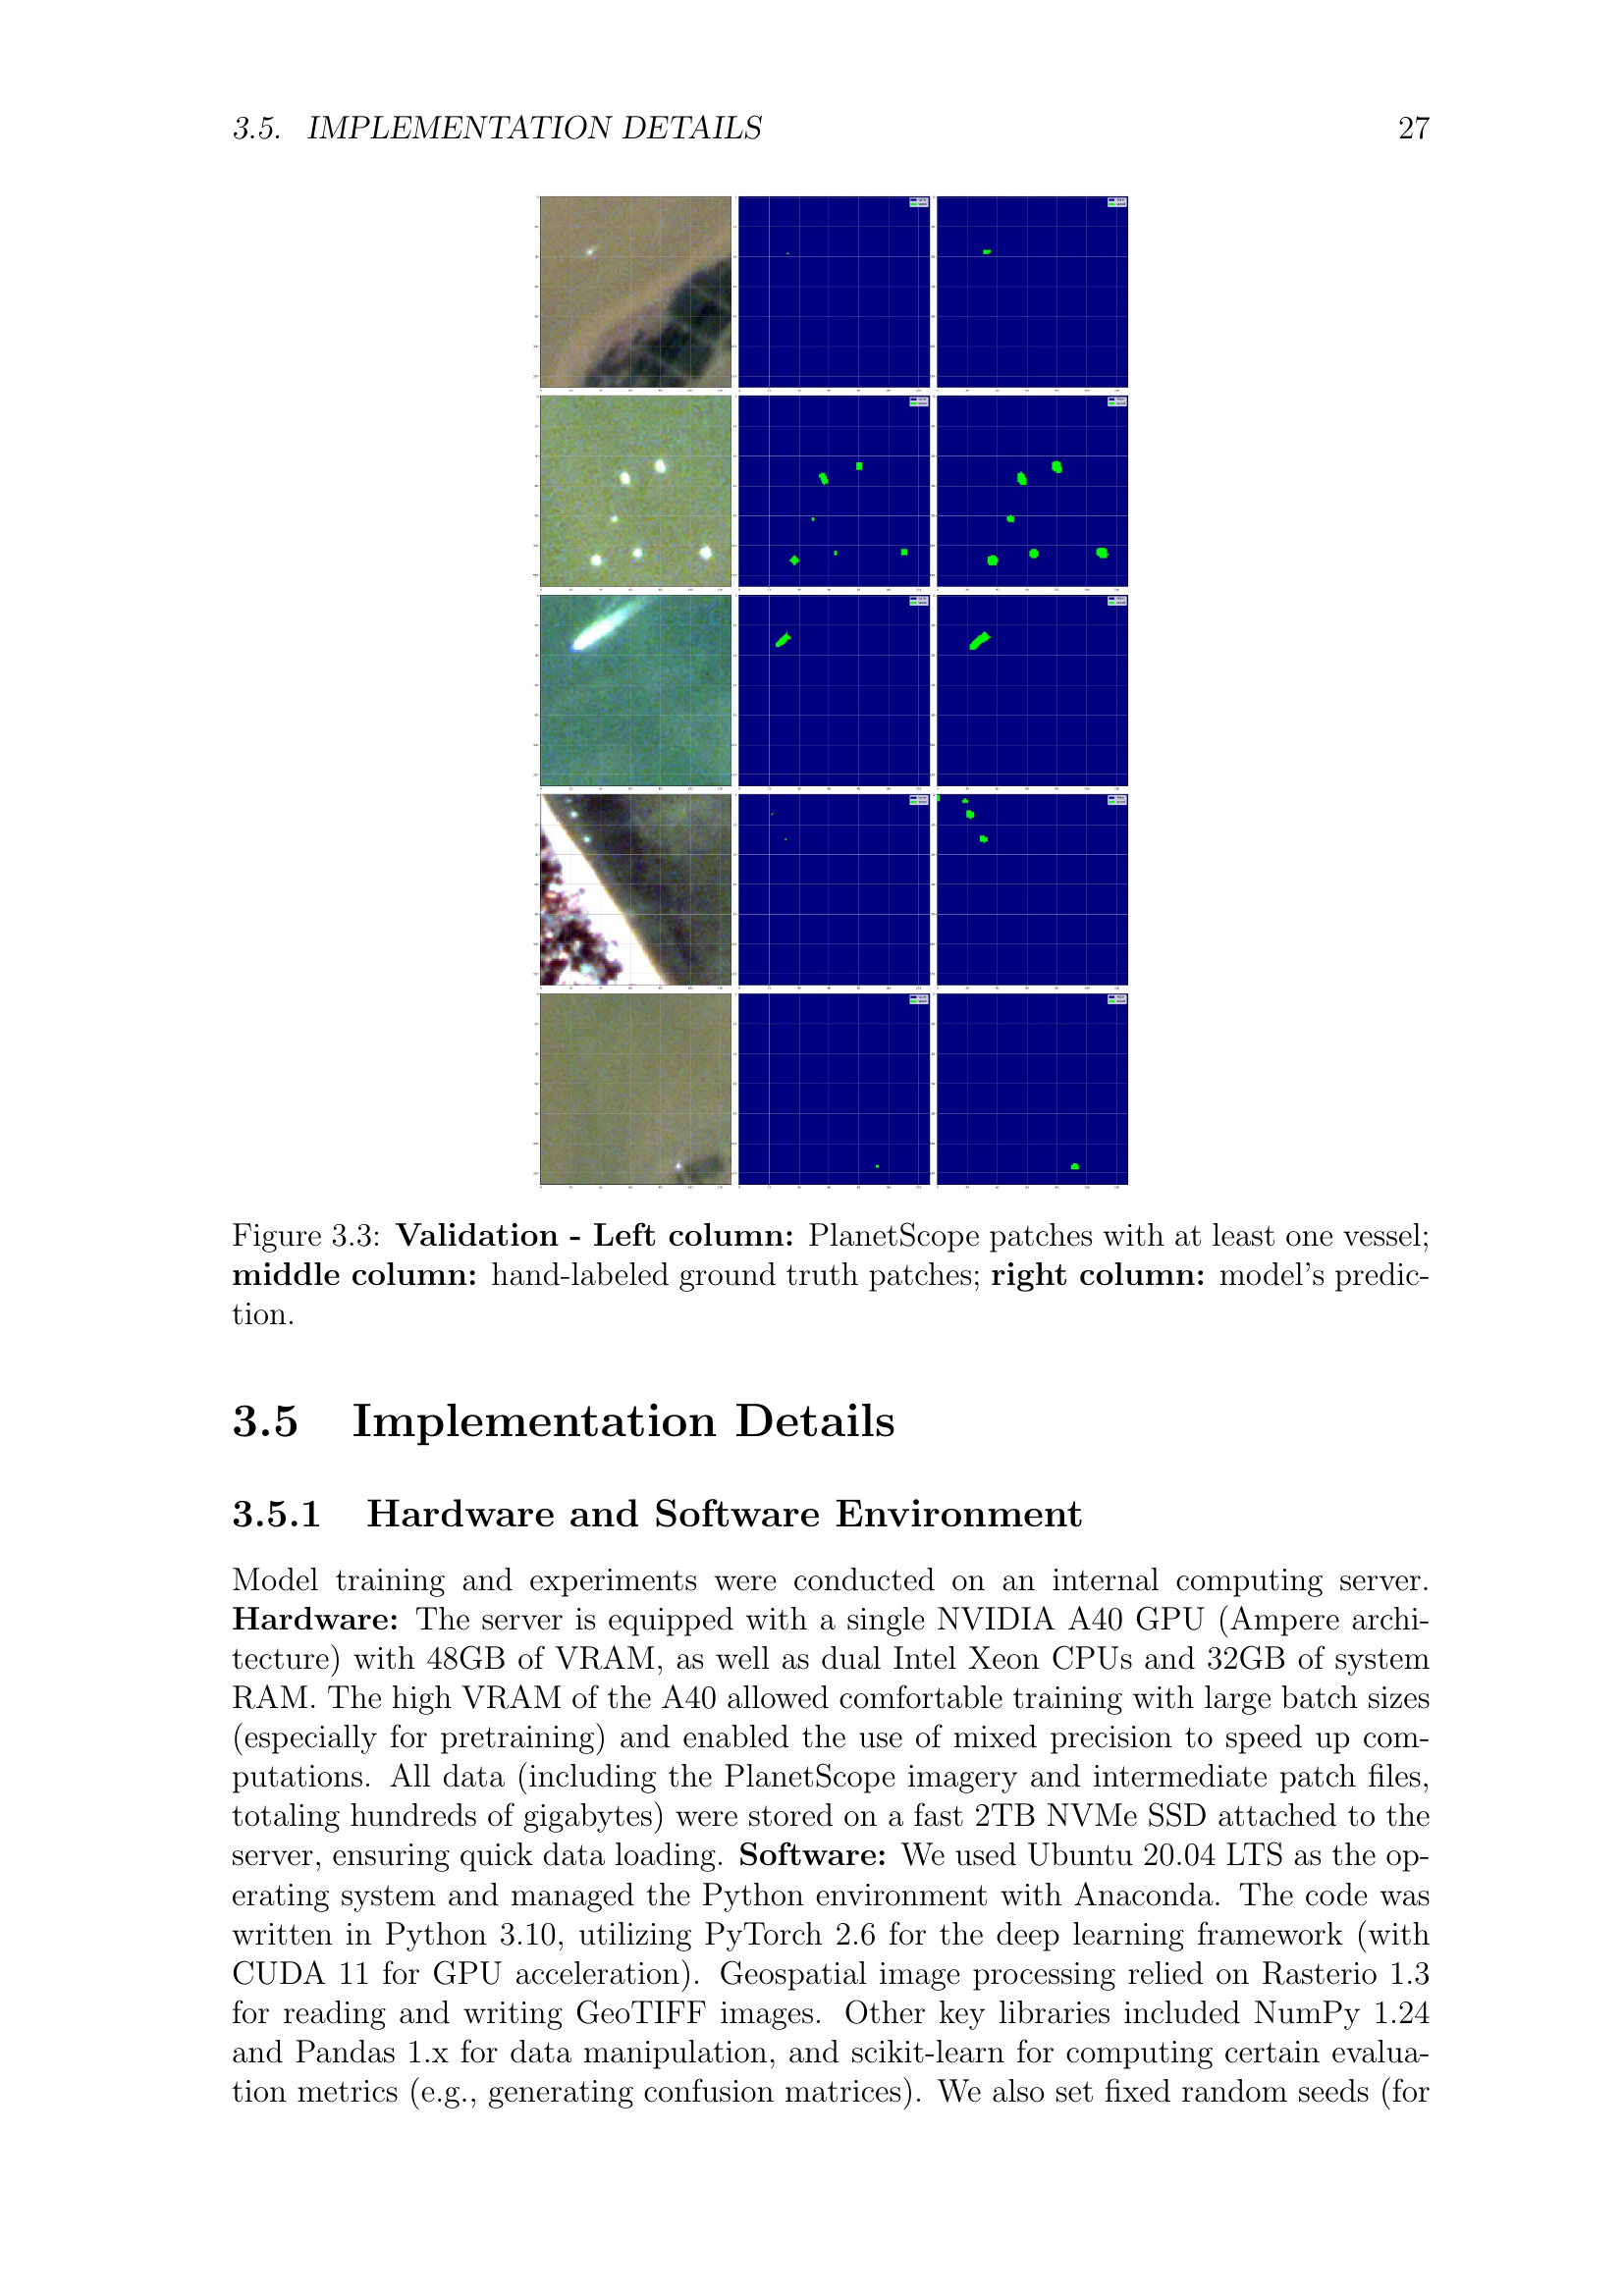 3.5. IMPLEMENTATION DETAILS 27
Figure 3.3: Validation - Left column: PlanetScope patches with at least one vessel;
middle column: hand-labeled ground truth patches; right column: model's predic-
tion.
3.5 Implementation Details
3.5.1 Hardware and Software Environment
Model training and experiments were conducted on an internal computing server.
Hardware: The server is equipped with a single NVIDIA A40 GPU (Ampere archi-
tecture) with 48GB of VRAM, as well as dual Intel Xeon CPUs and 32GB of system
RAM. The high VRAM of the A40 allowed comfortable training with large batch sizes
(especially for pretraining) and enabled the use of mixed precision to speed up com-
putations. All data (including the PlanetScope imagery and intermediate patch files,
totaling hundreds of gigabytes) were stored on a fast 2TB NVMe SSD attached to the
server, ensuring quick data loading. Software: We used Ubuntu 20.04 LTS as the op-
erating system and managed the Python environment with Anaconda. The code was
written in Python 3.10, utilizing PyTorch 2.6 for the deep learning framework (with
CUDA 11 for GPU acceleration). Geospatial image processing relied on Rasterio 1.3
for reading and writing GeoTIFF images. Other key libraries included NumPy 1.24
and Pandas 1.x for data manipulation, and scikit-learn for computing certain evalua-
tion metrics (e.g., generating confusion matrices). We also set fixed random seeds (for